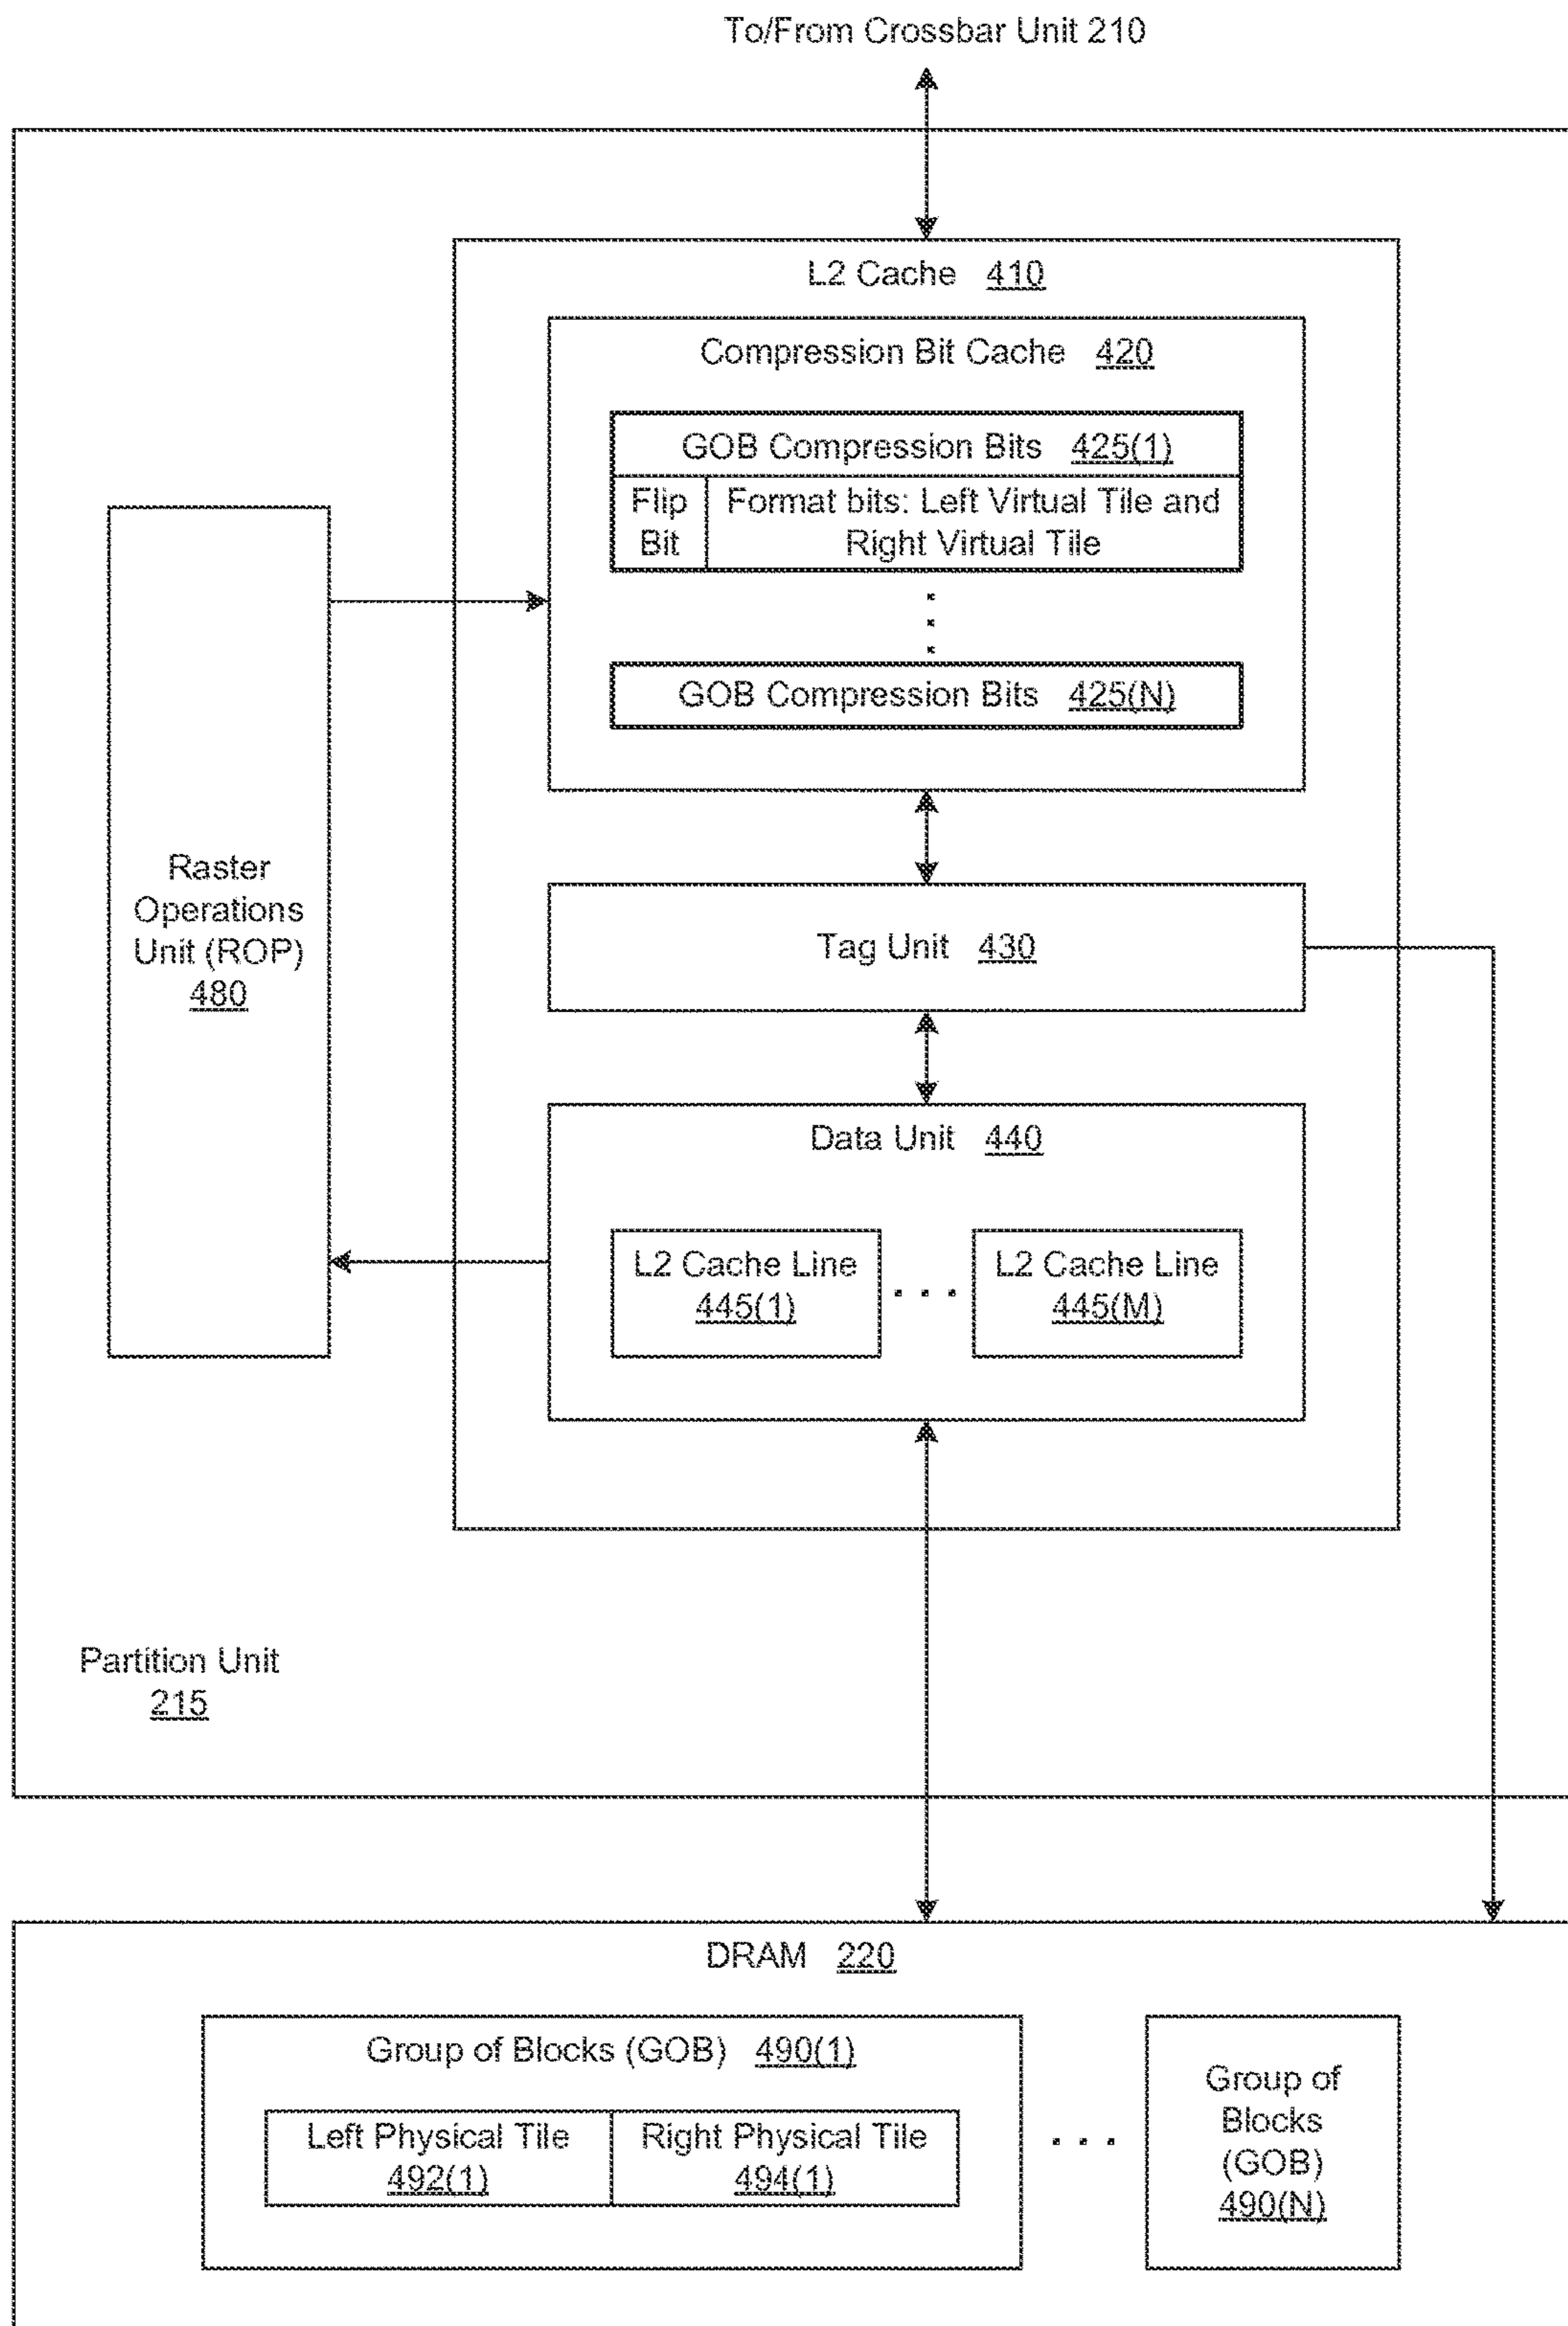 To/From Crossbar Unit 210
L2 Cache 410
Compression Bit Cache 420
GOB Compression Bits 425(1)
Flip
Bit
Format bits: Left Virtual Tile and
Right Virtual Tile
GOB Compression Bits 425(N)
Raster
Operations
Unit (ROP)
480
Tag Unit 430
Data Unit 440
L2 Cache Line
445(1)
. . .
L2 Cache Line
445(M)
Partition Unit
215
DRAM 220
Group of Blocks (GOB) 490(1)
Left Physical Tile
492(1)
Right Physical Tile
494(1)
. . .
Group of
Blocks
(GOB)
490(N)